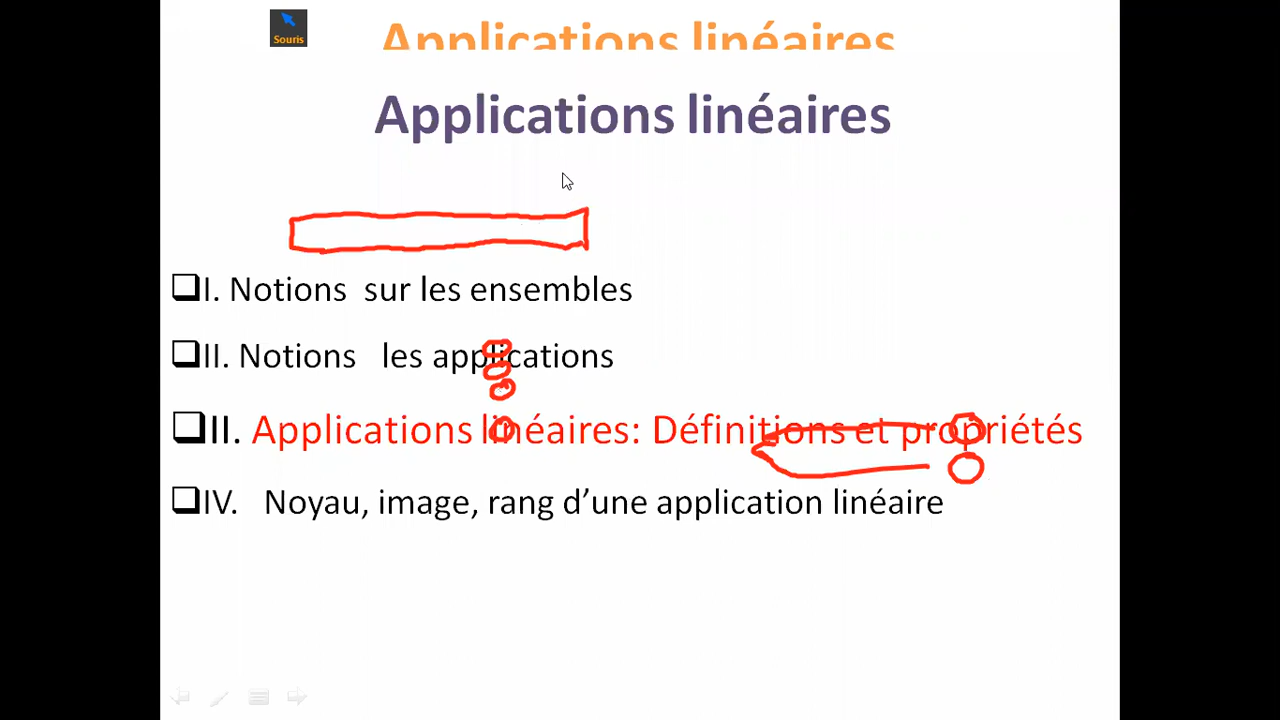 Souris
Applications linéaires
Applications linéaires
I. Notions sur les ensembles
II. Notions les applications
II. Applications linéaires: Définitions et propriétés
IV. Noyau, image, rang d’une application linéaire